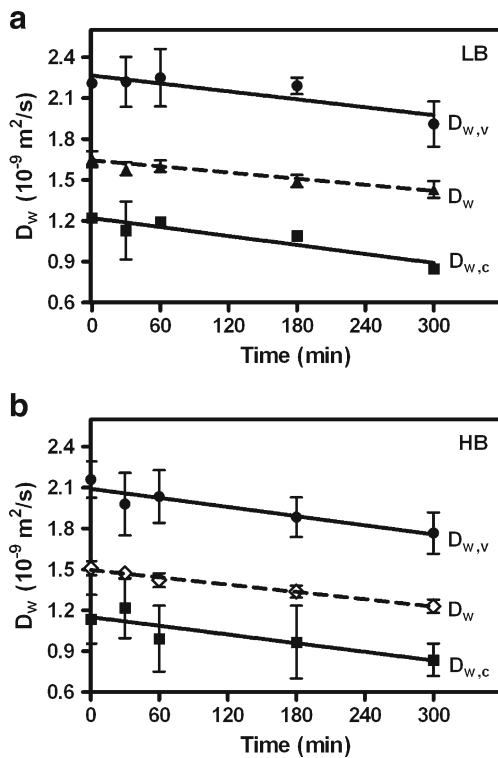 a
LB
2.4
2.1
1.8
1.5
1.2
0.9
0.6
D_w (10⁻⁹ m²/s)
D_w,v
D_w
D_w,c
0 60 120 180 240 300
Time (min)
b
HB
2.4
2.1
1.8
1.5
1.2
0.9
0.6
D_w (10⁻⁹ m²/s)
D_w,v
D_w
D_w,c
0 60 120 180 240 300
Time (min)